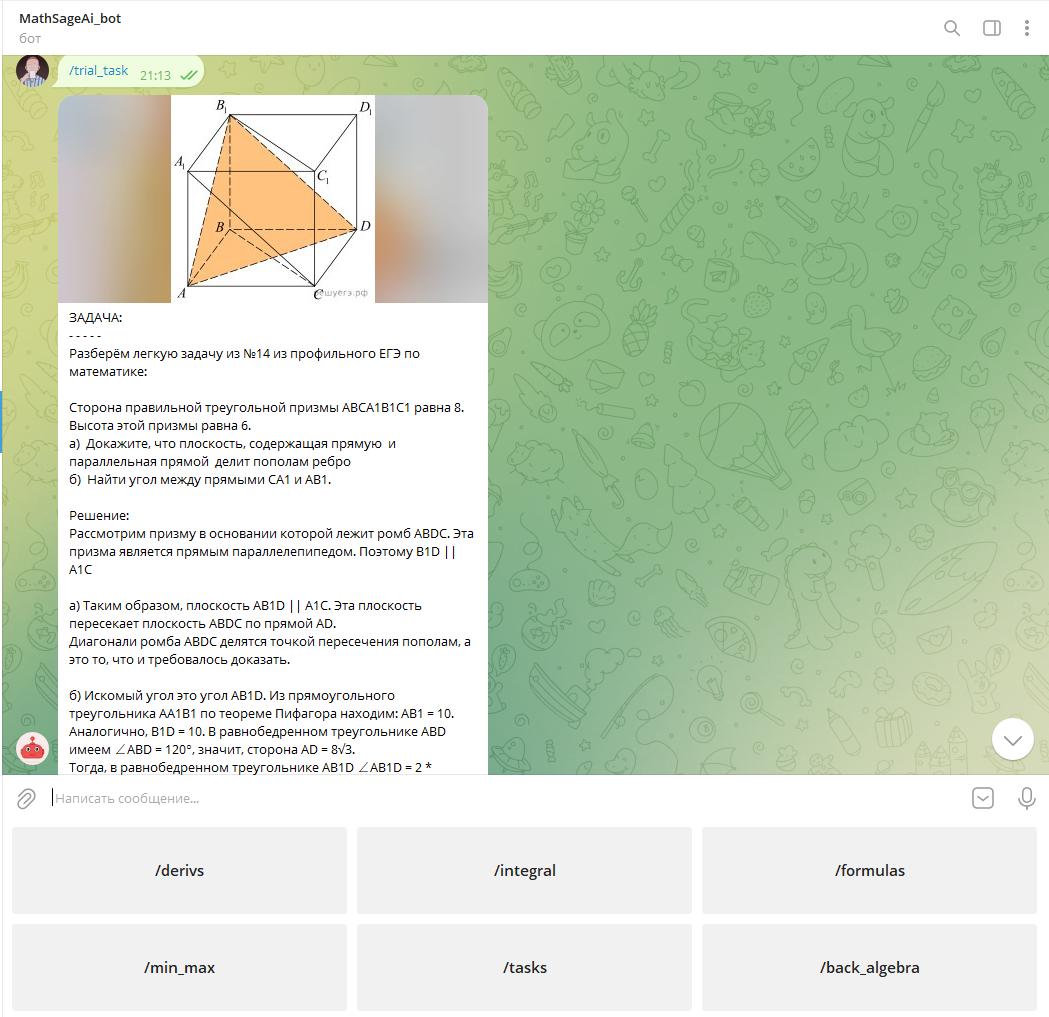 MathSageAi_bot
бот
/trial_task 21:13
B1
D1
A1
C1
B
D
A
C
решуегэ.рф
ЗАДАЧА:
- - - - -
Разберём легкую задачу из №14 из профильного ЕГЭ по
математике:
Сторона правильной треугольной призмы ABCA1B1C1 равна 8.
Высота этой призмы равна 6.
а) Докажите, что плоскость, содержащая прямую и
параллельная прямой делит пополам ребро
б) Найти угол между прямыми CA1 и AB1.
Решение:
Рассмотрим призму в основании которой лежит ромб ABDC. Эта
призма является прямым параллелепипедом. Поэтому B1D ||
A1C
а) Таким образом, плоскость AB1D || A1C. Эта плоскость
пересекает плоскость ABDC по прямой AD.
Диагонали ромба ABDC делятся точкой пересечения пополам, а
это то, что и требовалось доказать.
б) Искомый угол это угол AB1D. Из прямоугольного
треугольника AA1B1 по теореме Пифагора находим: AB1 = 10.
Аналогично, B1D = 10. В равнобедренном треугольнике ABD
имеем ∠ABD = 120°, значит, сторона AD = 8√3.
Тогда, в равнобедренном треугольнике AB1D ∠AB1D = 2 *
Написать сообщение...
/derivs
/integral
/formulas
/min_max
/tasks
/back_algebra